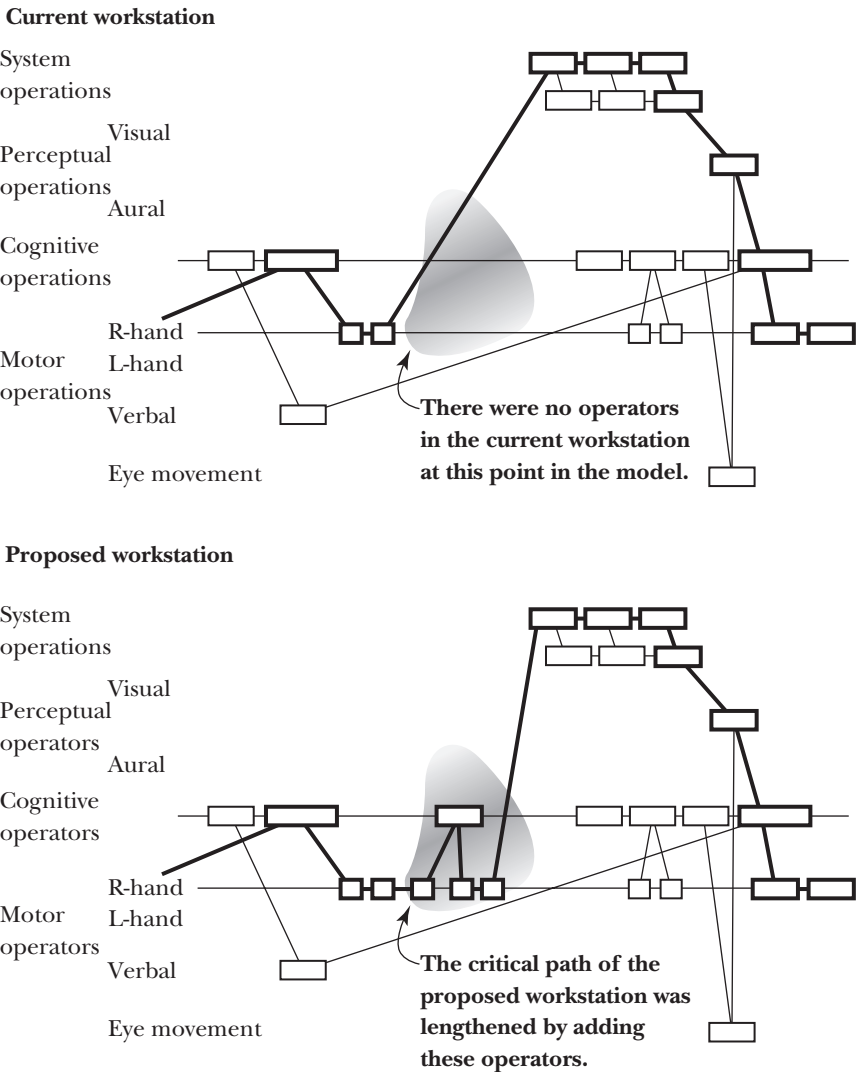 Current workstation
System
operations
Visual
Perceptual
operations
Aural
Cognitive
operations
R-hand
Motor L-hand
operations
Verbal
There were no operators
in the current workstation
at this point in the model.
Eye movement
Proposed workstation
System
operations
Visual
Perceptual
operators
Aural
Cognitive
operators
R-hand
Motor L-hand
operators
Verbal
The critical path of the
proposed workstation was
lengthened by adding
these operators.
Eye movement